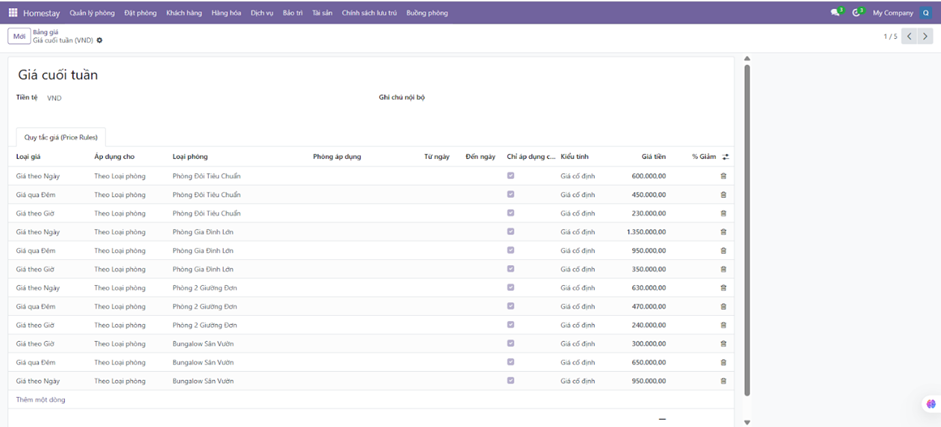 Homestay Quản lý phòng Đặt phòng Khách hàng Hàng hóa Dịch vụ Bảo trì Tài sản Chính sách lưu trú Buồng phòng 5 3 My Company Q
Mới Bảng giá
Giá cuối tuần (VND) 1 / 5
Giá cuối tuần
Tiền tệ VND Ghi chú nội bộ
Quy tắc giá (Price Rules)
Loại giá Áp dụng cho Loại phòng Phòng áp dụng Từ ngày Đến ngày Chỉ áp dụng c... Kiểu tính Giá tiền % Giảm
Giá theo Ngày Theo Loại phòng Phòng Đôi Tiêu Chuẩn Giá cố định 600.000,00
Giá qua Đêm Theo Loại phòng Phòng Đôi Tiêu Chuẩn Giá cố định 450.000,00
Giá theo Giờ Theo Loại phòng Phòng Đôi Tiêu Chuẩn Giá cố định 230.000,00
Giá theo Ngày Theo Loại phòng Phòng Gia Đình Lớn Giá cố định 1.350.000,00
Giá qua Đêm Theo Loại phòng Phòng Gia Đình Lớn Giá cố định 950.000,00
Giá theo Giờ Theo Loại phòng Phòng Gia Đình Lớn Giá cố định 350.000,00
Giá theo Ngày Theo Loại phòng Phòng 2 Giường Đơn Giá cố định 630.000,00
Giá qua Đêm Theo Loại phòng Phòng 2 Giường Đơn Giá cố định 470.000,00
Giá theo Giờ Theo Loại phòng Phòng 2 Giường Đơn Giá cố định 240.000,00
Giá theo Giờ Theo Loại phòng Bungalow Sân Vườn Giá cố định 300.000,00
Giá qua Đêm Theo Loại phòng Bungalow Sân Vườn Giá cố định 650.000,00
Giá theo Ngày Theo Loại phòng Bungalow Sân Vườn Giá cố định 950.000,00
Thêm một dòng